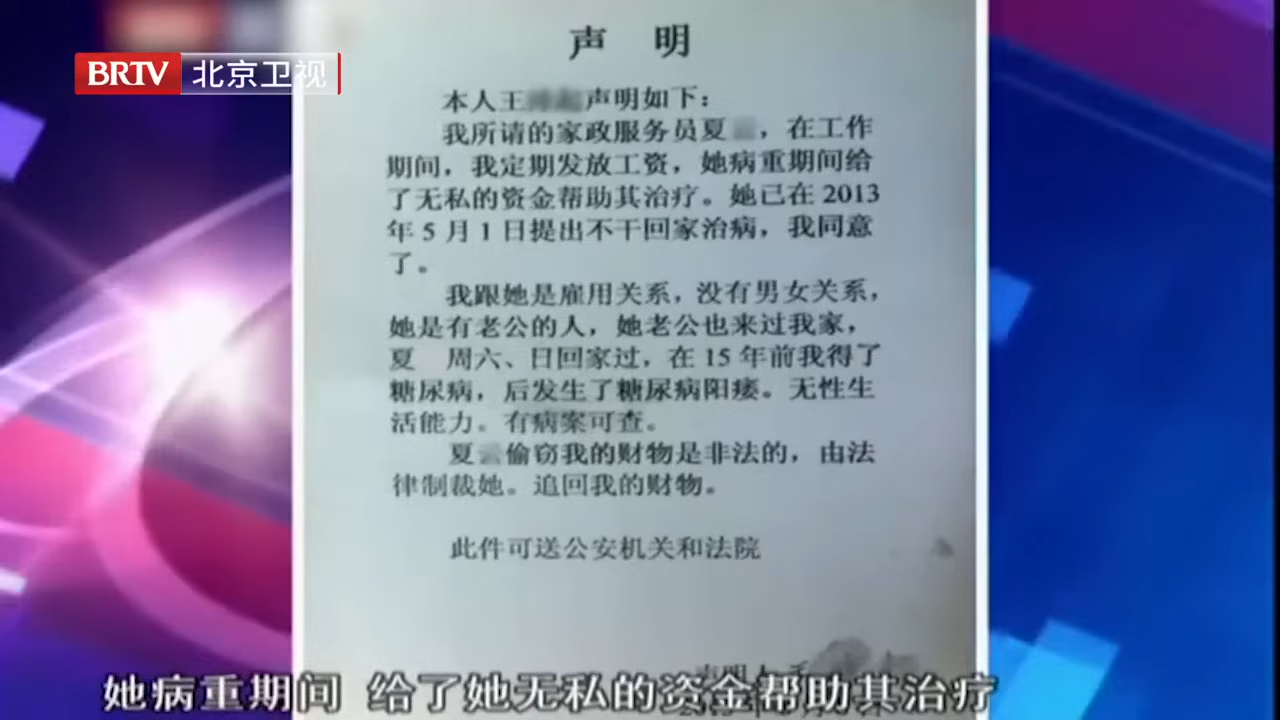 BRTV 北京卫视
声 明
本人王 声明如下：
我所请的家政服务员夏 ，在工作
期间，我定期发放工资，她病重期间给
了无私的资金帮助其治疗。她已在 2013
年 5 月 1 日提出不干回家治病，我同意
了。
我跟她是雇用关系，没有男女关系，
她是有老公的人，她老公也来过我家，
夏 周六、日回家过，在 15 年前我得了
糖尿病，后发生了糖尿病阳痿。无性生
活能力。有病案可查。
夏 偷窃我的财物是非法的，由法
律制裁她。追回我的财物。
此件可送公安机关和法院
声明人
她病重期间 给了她无私的资金帮助其治疗